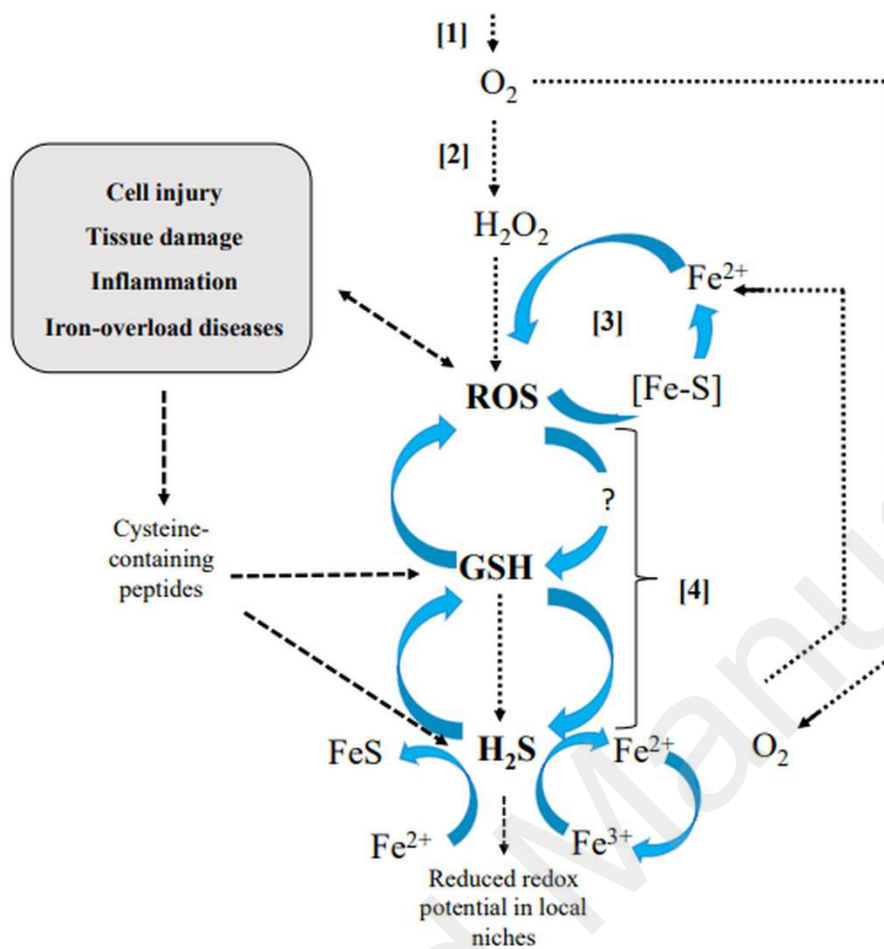 [1]
O₂
[2]
Cell injury
Tissue damage
Inflammation
Iron-overload diseases
H₂O₂
Fe²⁺
[3]
ROS
[Fe-S]
?
Cysteine-
containing
peptides
GSH
[4]
FeS
H₂S
Fe²⁺
O₂
Fe²⁺
Fe³⁺
Reduced redox
potential in local
niches